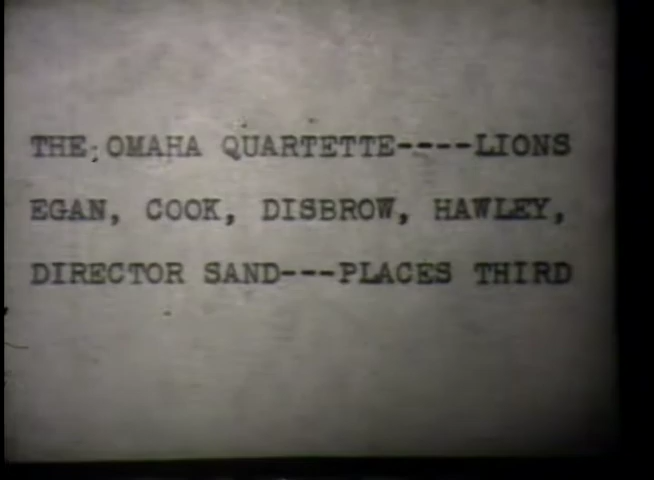 THE OMAHA QUARTETTE----LIONS
EGAN, COOK, DISBROW, HAWLEY,
DIRECTOR SAND---PLACES THIRD